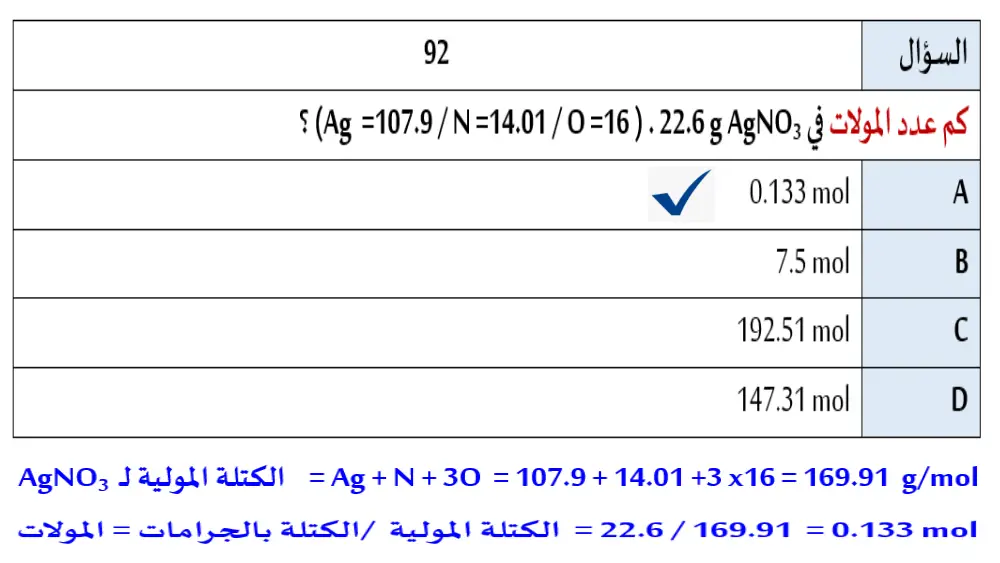 السؤال 92
كم عدد المولات في 22.6 g AgNO₃ . (Ag =107.9 / N =14.01 / O =16) ؟
A 0.133 mol
B 7.5 mol
C 192.51 mol
D 147.31 mol
الكتلة المولية لـ AgNO₃ = Ag + N + 3O = 107.9 + 14.01 +3 x16 = 169.91 g/mol
المولات = الكتلة بالجرامات / الكتلة المولية = 22.6 / 169.91 = 0.133 mol